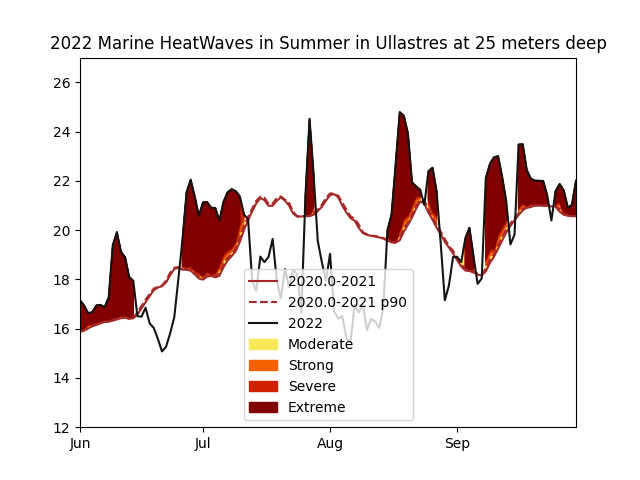 2022 Marine HeatWaves in Summer in Ullastres at 25 meters deep
26
24
22
20
18
16
14
12
Jun
Jul
Aug
Sep
2020.0-2021
2020.0-2021 p90
2022
Moderate
Strong
Severe
Extreme